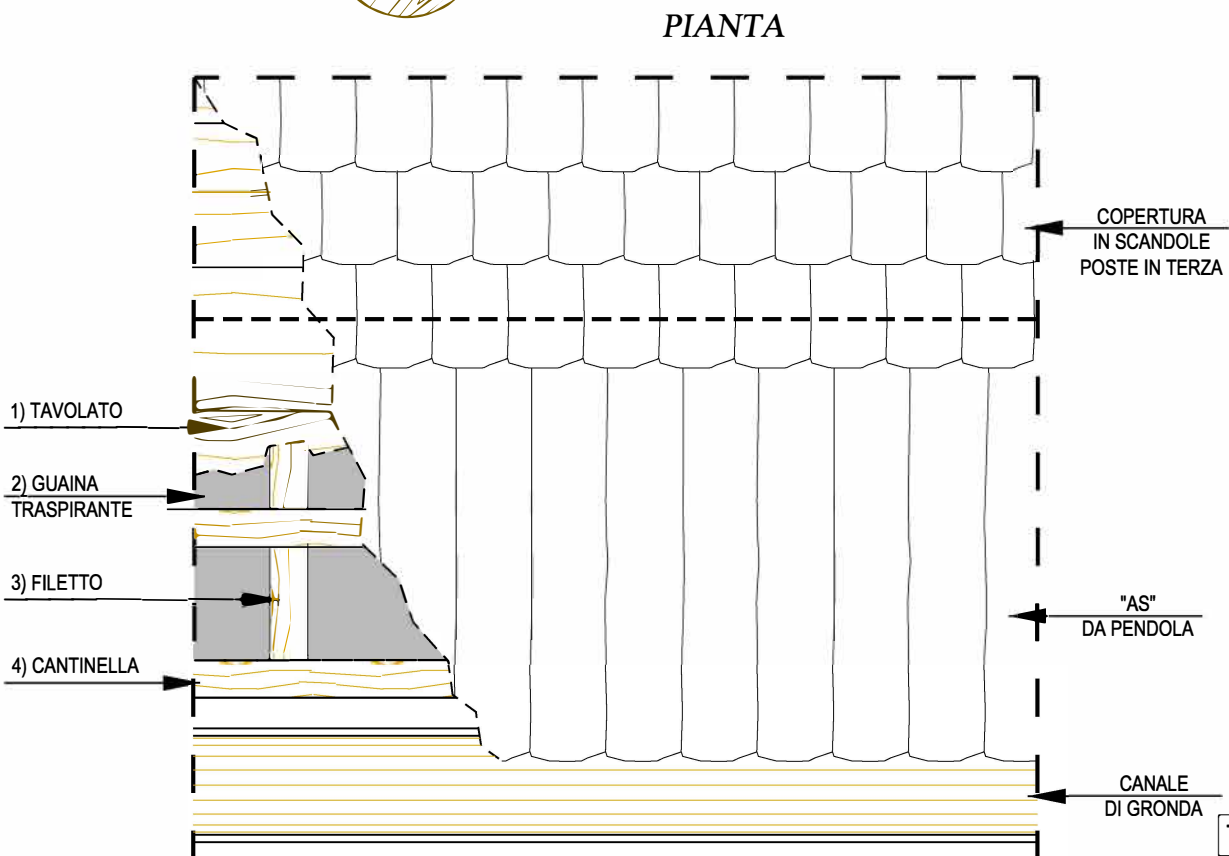 PIANTA
COPERTURA
IN SCANDOLE
POSTE IN TERZA
1) TAVOLATO
2) GUAINA
TRASPIRANTE
3) FILETTO
"AS"
DA PENDOLA
4) CANTINELLA
CANALE
DI GRONDA